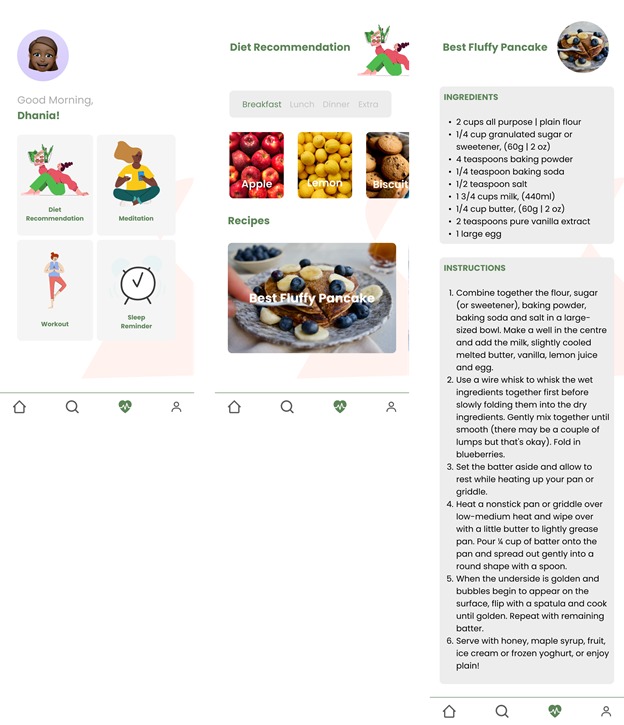 Good Morning,
Dhania!
Diet
Recommendation
Meditation
Workout
Sleep
Reminder
Diet Recommendation
Breakfast Lunch Dinner Extra
Apple
Lemon
Biscuit
Recipes
Best Fluffy Pancake
Best Fluffy Pancake
INGREDIENTS
• 2 cups all purpose | plain flour
• 1/4 cup granulated sugar or
sweetener, (60g | 2 oz)
• 4 teaspoons baking powder
• 1/4 teaspoon baking soda
• 1/2 teaspoon salt
• 1 3/4 cups milk, (440ml)
• 1/4 cup butter, (60g | 2 oz)
• 2 teaspoons pure vanilla extract
• 1 large egg
INSTRUCTIONS
1. Combine together the flour, sugar
(or sweetener), baking powder,
baking soda and salt in a large-
sized bowl. Make a well in the centre
and add the milk, slightly cooled
melted butter, vanilla, lemon juice
and egg.
2. Use a wire whisk to whisk the wet
ingredients together first before
slowly folding them into the dry
ingredients. Gently mix together until
smooth (there may be a couple of
lumps but that's okay). Fold in
blueberries.
3. Set the batter aside and allow to
rest while heating up your pan or
griddle.
4. Heat a nonstick pan or griddle over
low-medium heat and wipe over
with a little butter to lightly grease
pan. Pour ¼ cup of batter onto the
pan and spread out gently into a
round shape with a spoon.
5. When the underside is golden and
bubbles begin to appear on the
surface, flip with a spatula and cook
until golden. Repeat with remaining
batter.
6. Serve with honey, maple syrup, fruit,
ice cream or frozen yoghurt, or enjoy
plain!